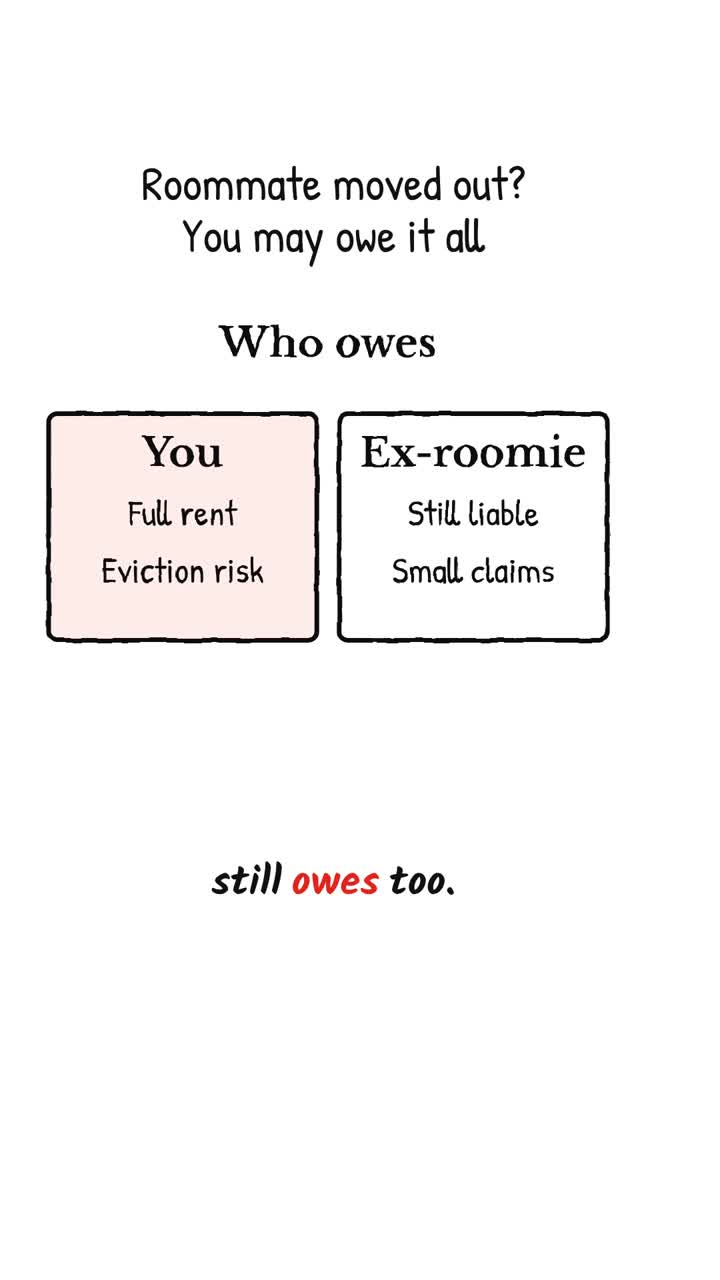 Roommate moved out?
You may owe it all
Who owes
You
Full rent
Eviction risk
Ex-roomie
Still liable
Small claims
still owes too.